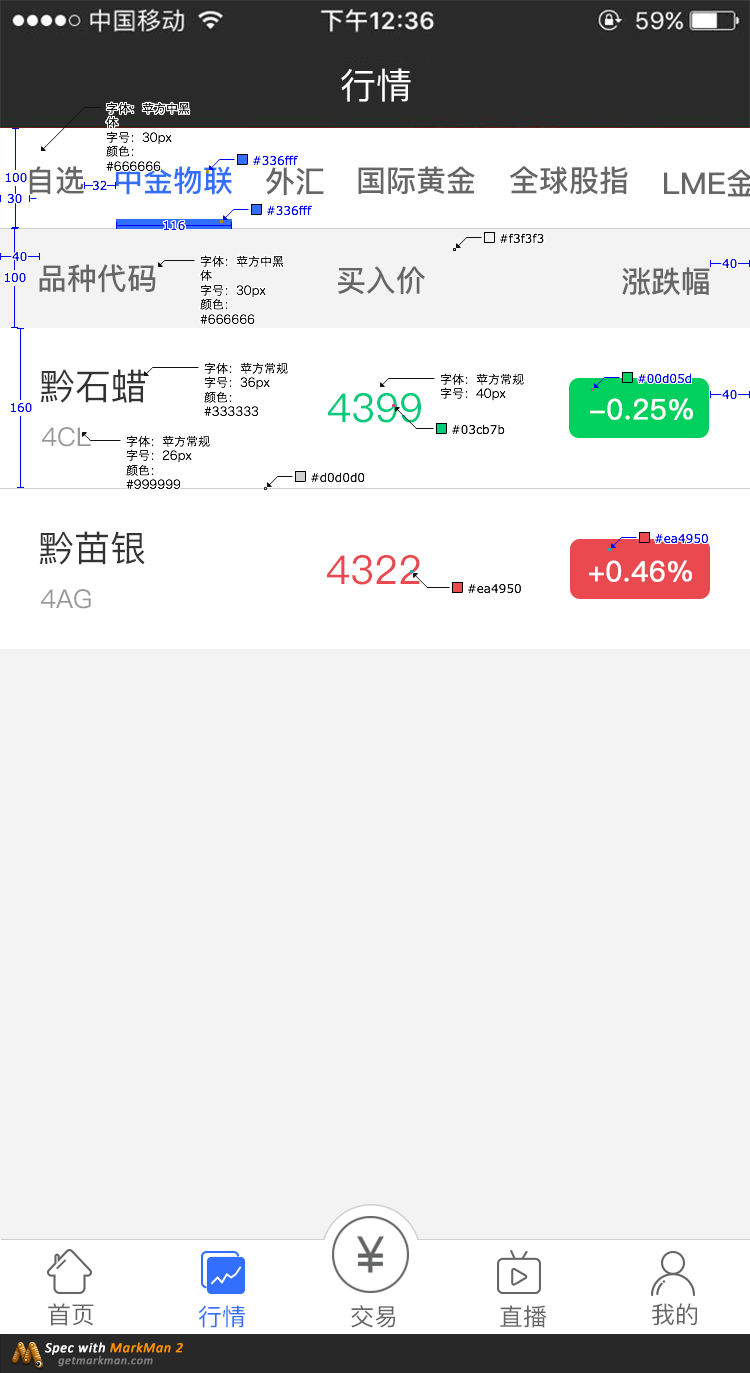 中国移动 下午12:36 59%
行情
字体：苹方中黑
体
字号：30px
颜色：
#666666
#336fff
100
32
30
自选 中金物联 外汇 国际黄金 全球股指 LME金
#336fff
116
#f3f3f3
40
100
字体：苹方中黑
体
字号：30px
颜色：
#666666
40
品种代码 买入价 涨跌幅
字体：苹方常规
字号：36px
颜色：
#333333
字体：苹方常规
字号：40px
#00d05d
40
160
黔石蜡 4399 -0.25%
4CL
#03cb7b
字体：苹方常规
字号：26px
颜色：
#999999
#d0d0d0
#ea4950
黔苗银 4322 +0.46%
4AG
#ea4950
¥
首页 行情 交易 直播 我的
Spec with MarkMan 2
getmarkman.com